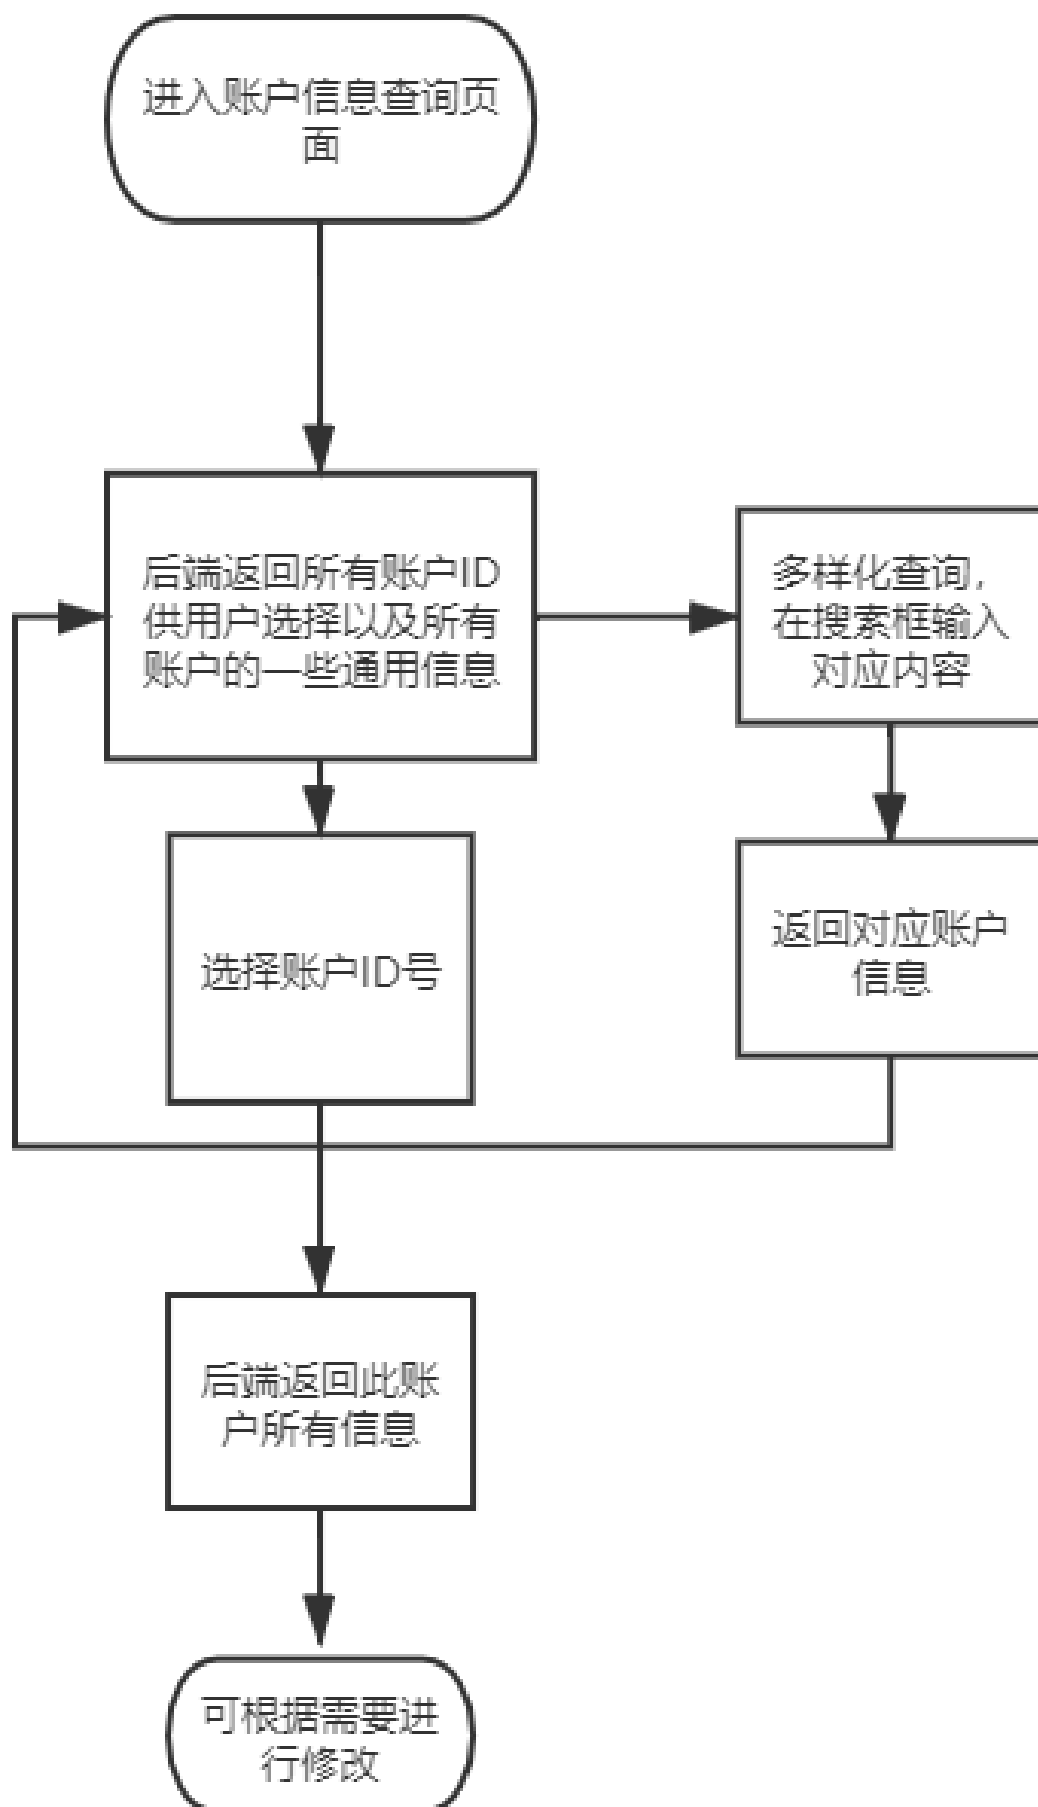 进入账户信息查询页
面
后端返回所有账户ID
供用户选择以及所有
账户的一些通用信息
多样化查询，
在搜索框输入
对应内容
选择账户ID号
返回对应账户
信息
后端返回此账
户所有信息
可根据需要进
行修改